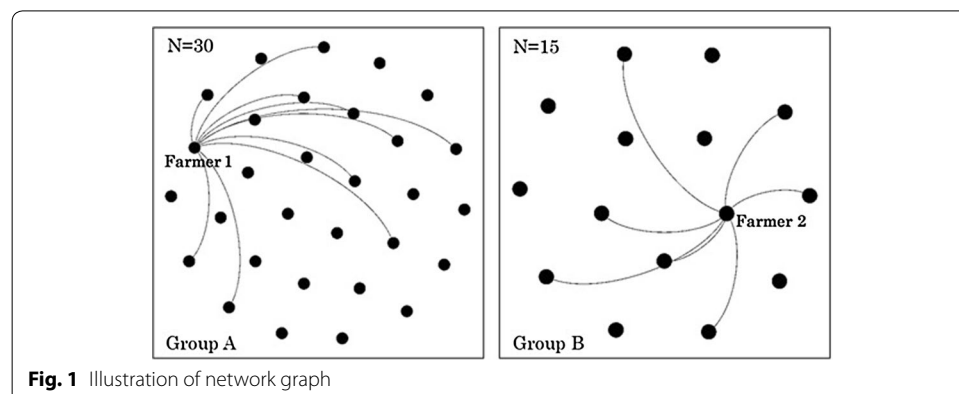 N=30
Farmer 1
Group A
N=15
Farmer 2
Group B
Fig. 1 Illustration of network graph